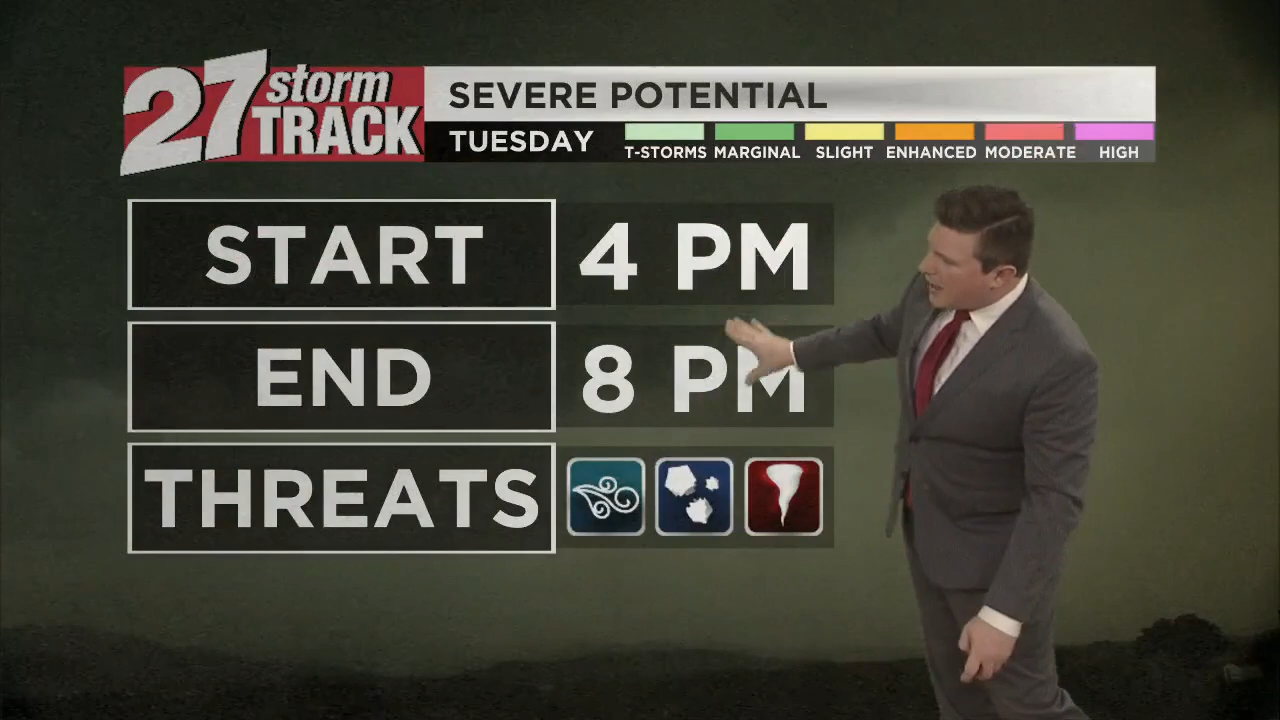 27 storm TRACK
SEVERE POTENTIAL
TUESDAY
T-STORMS MARGINAL SLIGHT ENHANCED MODERATE HIGH
START 4 PM
END 8 PM
THREATS